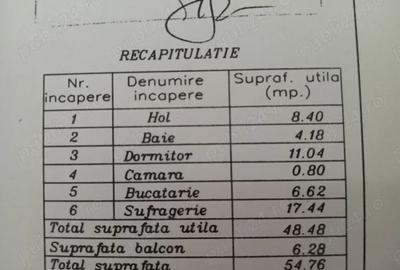 RECAPITULATIE
Nr. incapere Denumire incapere Supraf. utila (mp.)
1 Hol 8.40
2 Baie 4.18
3 Dormitor 11.04
4 Camara 0.80
5 Bucatarie 6.62
6 Sufragerie 17.44
Total suprafata utila 48.48
Suprafata balcon 6.28
Total suprafata 54.76